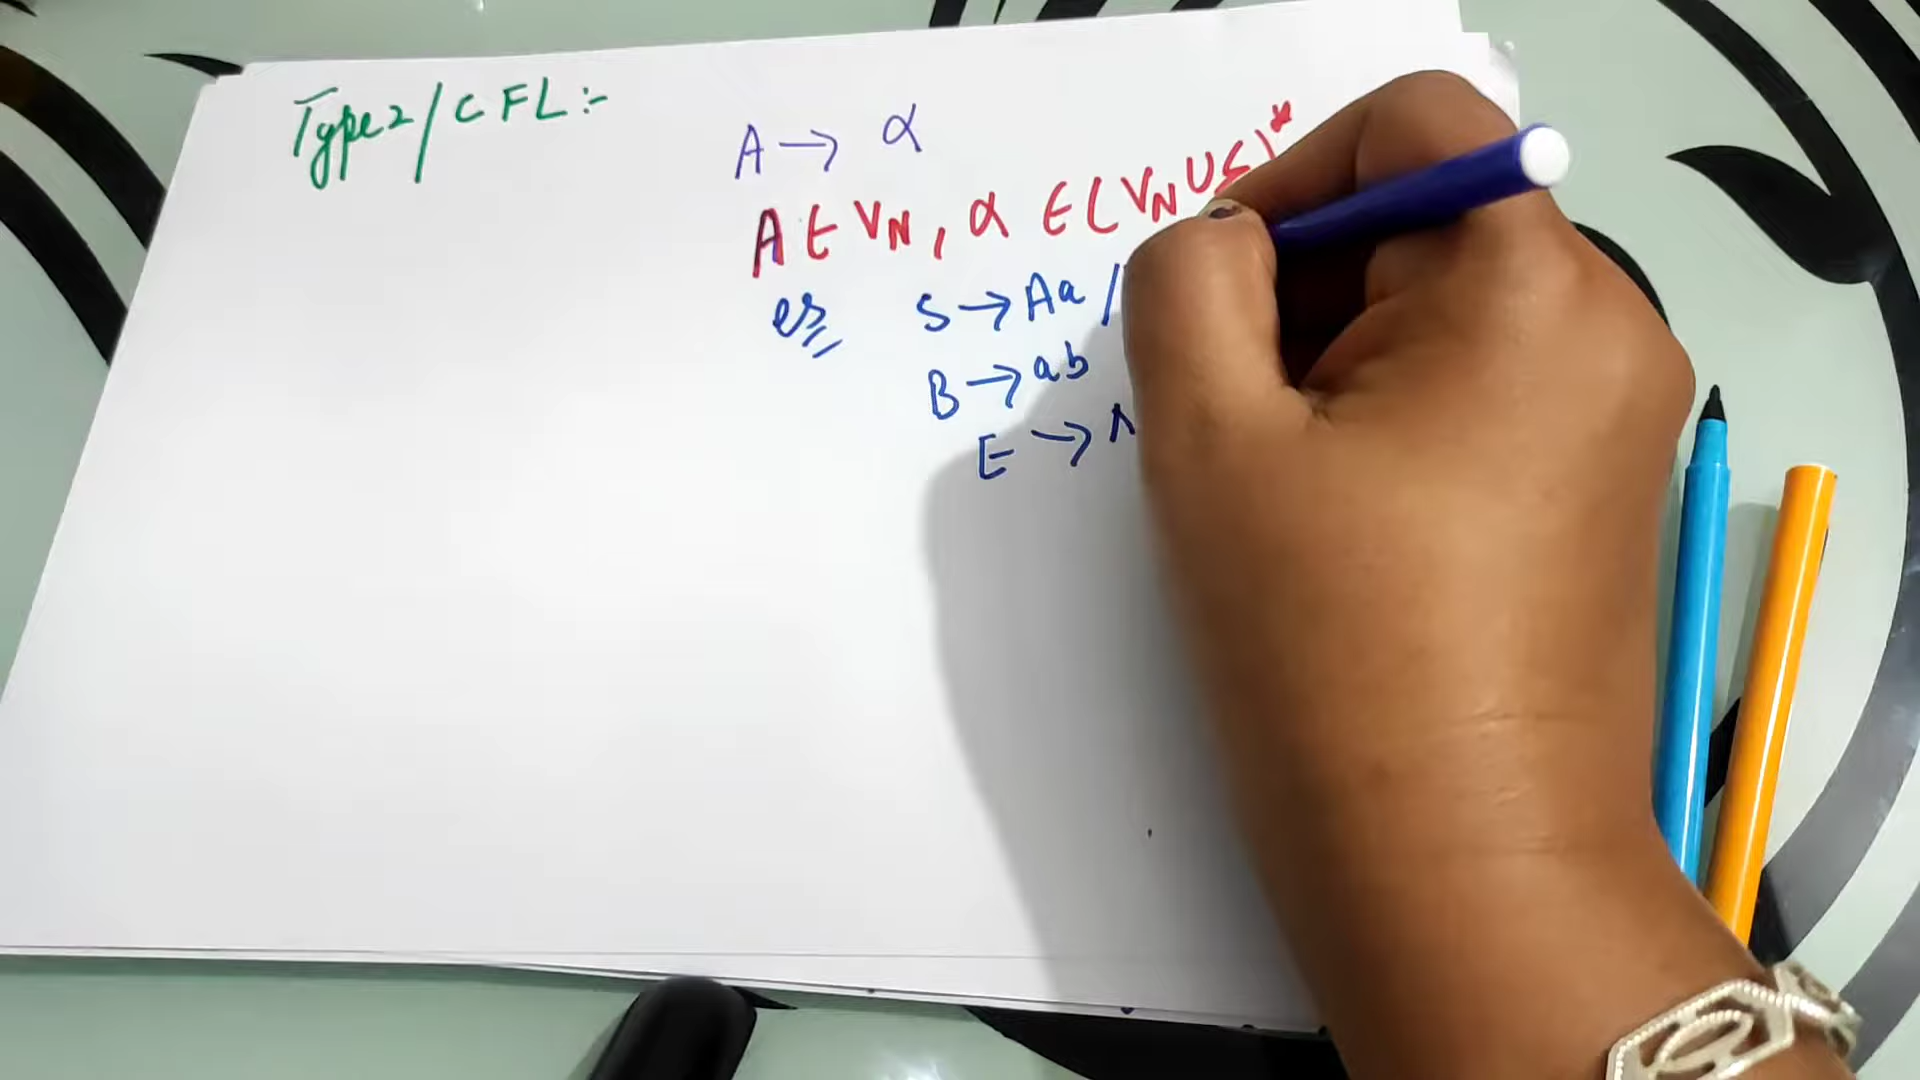 Type2/CFL:-
A → α
A ∈ VN, α ∈ (VN ∪ Σ)*
eg S → Aa /
B → ab
E → Λ